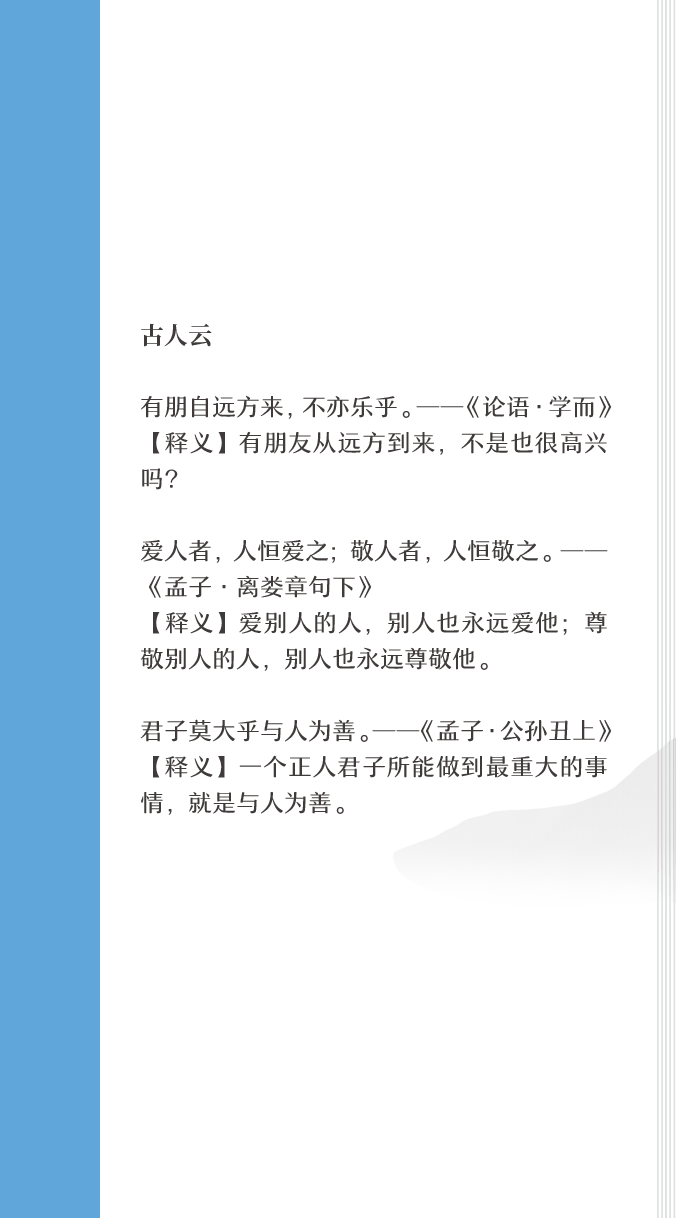 古人云
有朋自远方来，不亦乐乎。——《论语·学而》
【释义】有朋友从远方到来，不是也很高兴
吗？
爱人者，人恒爱之；敬人者，人恒敬之。——
《孟子·离娄章句下》
【释义】爱别人的人，别人也永远爱他；尊
敬别人的人，别人也永远尊敬他。
君子莫大乎与人为善。——《孟子·公孙丑上》
【释义】一个正人君子所能做到最重大的事
情，就是与人为善。